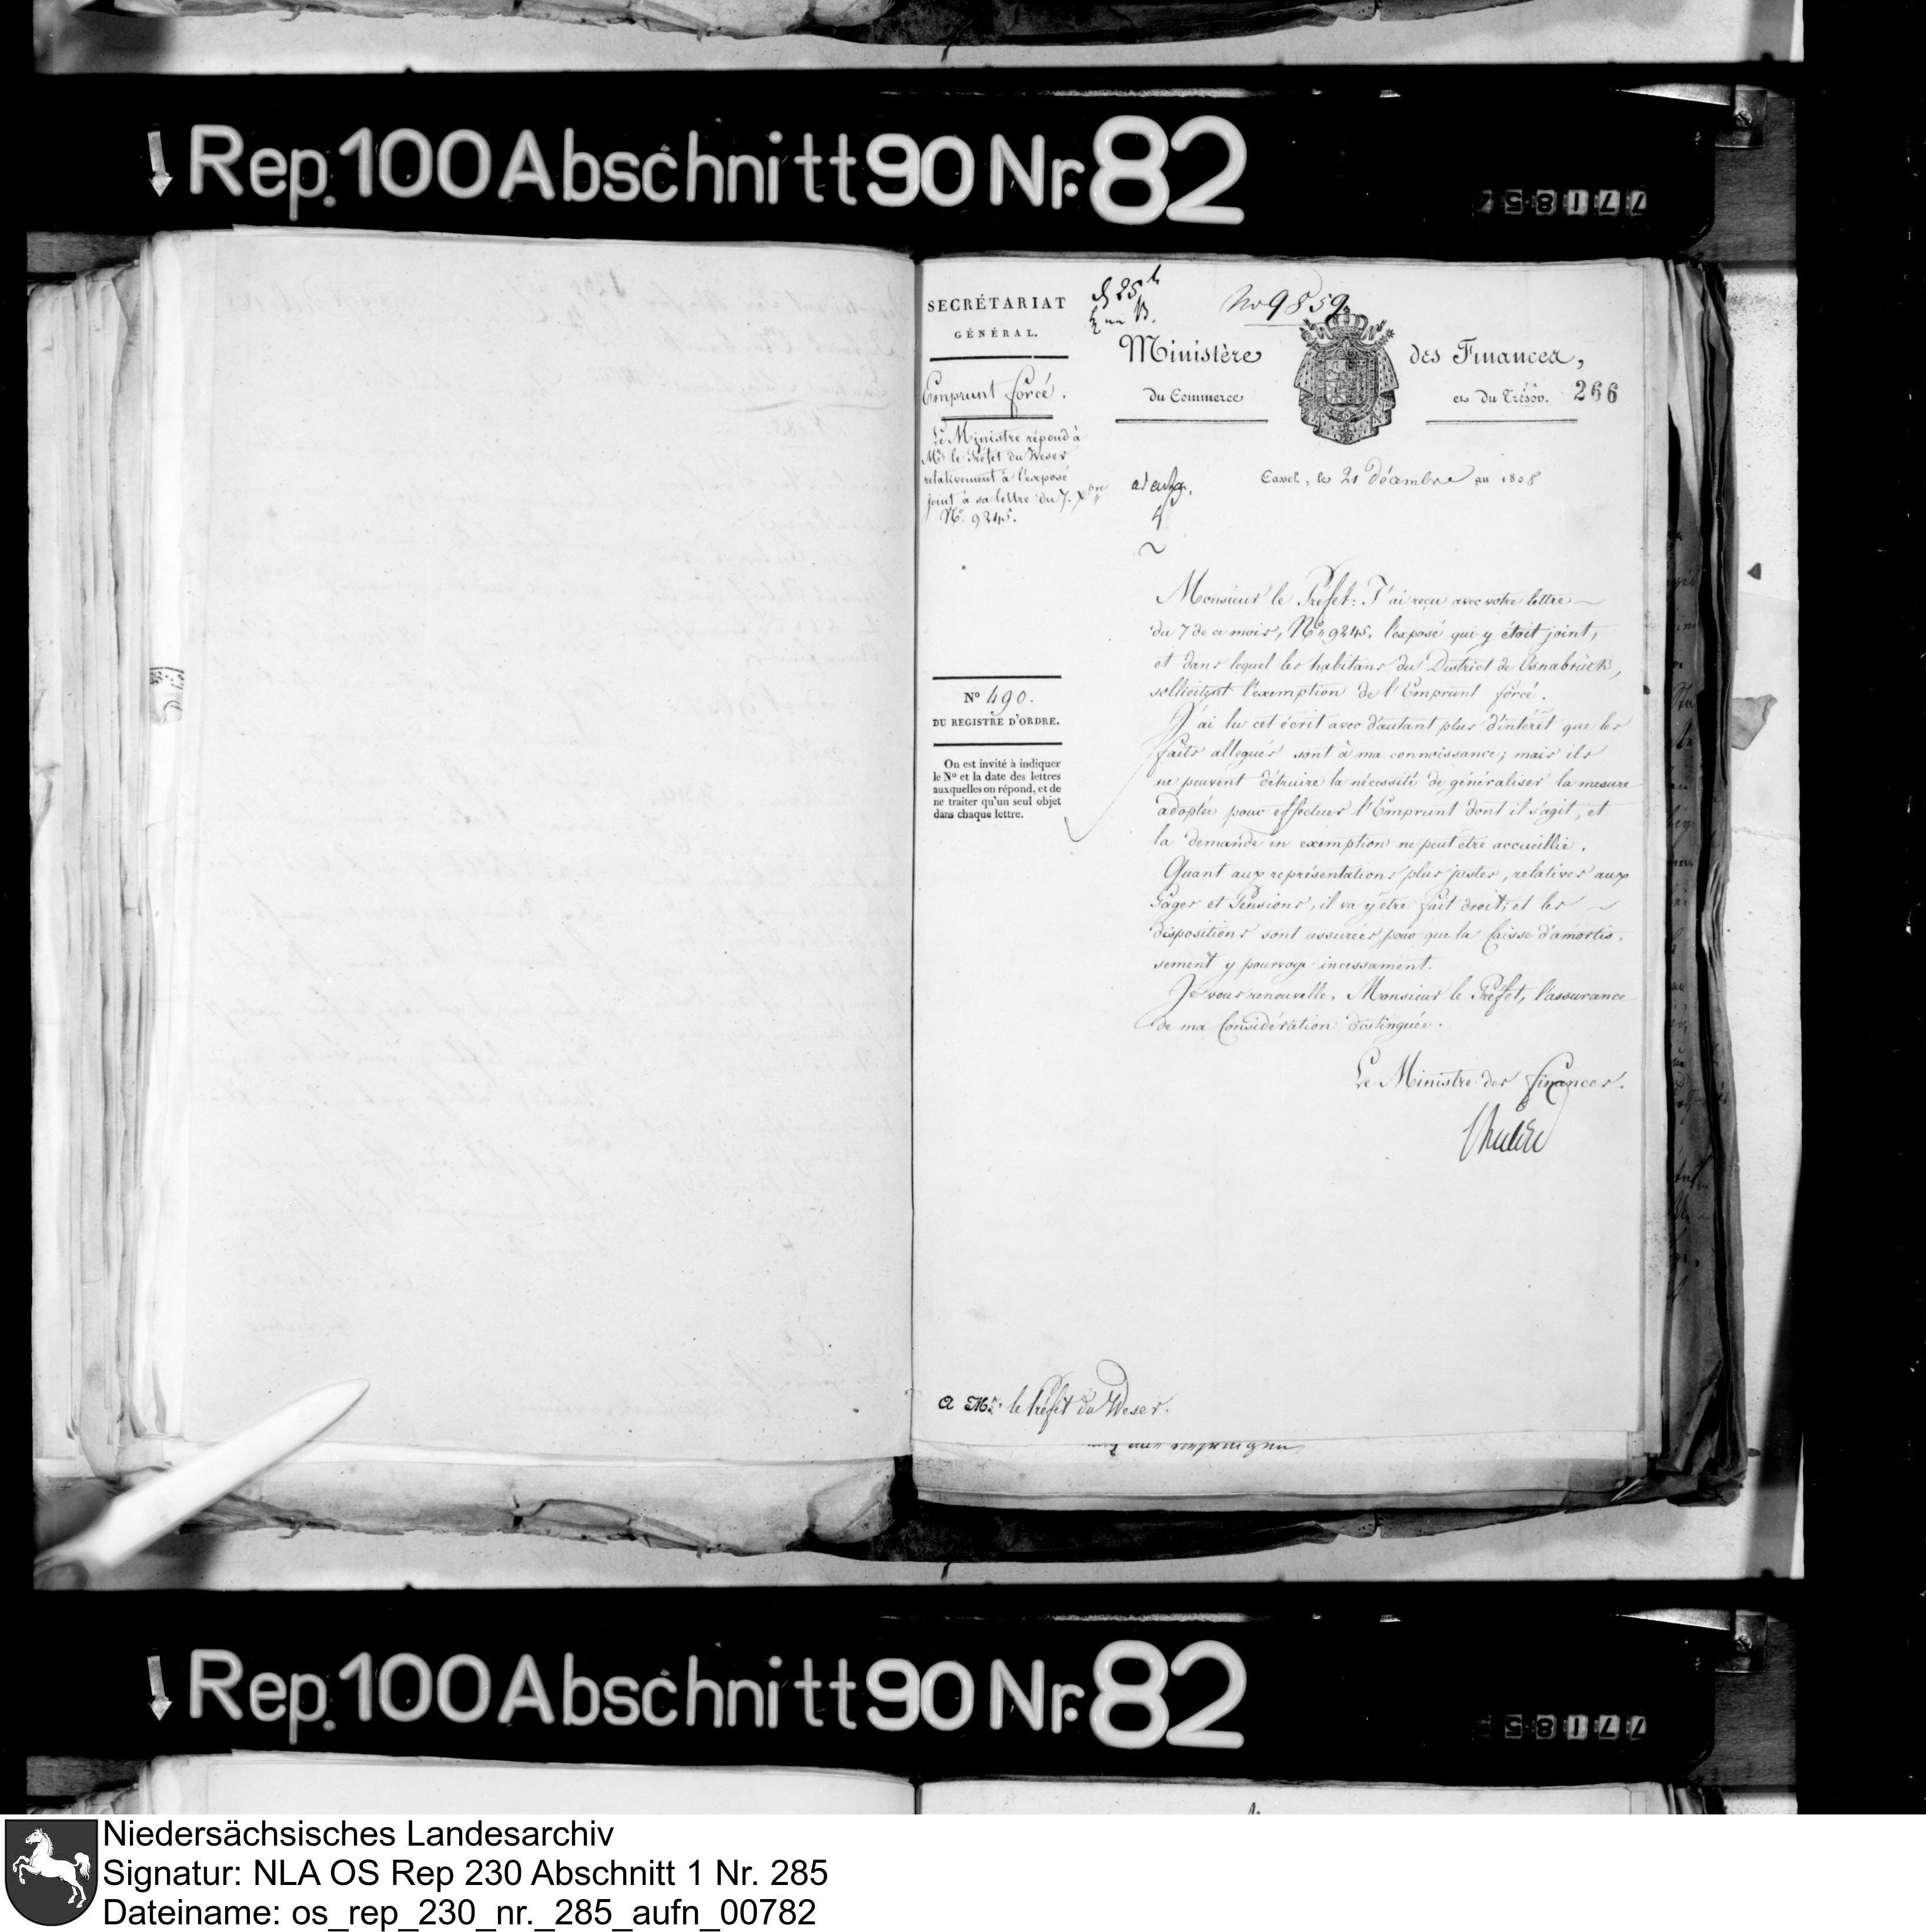 Rep. 100 Abschnitt 90 Nr. 82
SECRÉTARIAT
GÉNÉRAL.
No 9859.
Ministère des Finances,
du Commerce et du Trésor. 266
Emprunt forcé.
Le Ministre répond à
Mr. le Préfet du Weser
relativement à l'exposé
joint à sa lettre du 7. Xbre
No. 9245.
Cassel, le 21 Décembre an 1808
Monsieur le Préfet: J'ai reçu avec votre lettre
du 7 de ce mois, No. 9245. l'exposé qui y étoit joint,
et dans lequel les habitans du District de Osnabrück,
sollicitent l'exemption de l'Emprunt forcé.
J'ai lu cet écrit avec d'autant plus d'intérêt que les
faits allegués sont à ma connoissance; mais ils
ne peuvent détruire la nécessité de généraliser la mesure
adoptée pour effectuer l'Emprunt dont il s'agit, et
la demande en exemption ne peut être accueillie.
Quant aux représentations plus justes, relatives aux
Gages et Pensions, il va y être fait droit; et les
dispositions sont assurées pour que la Caisse d'amortis-
sement y pourvoye incessament.
Je vous renouvelle, Monsieur le Préfet, l'assurance
de ma Considération distinguée.
Le Ministre des finances.
No 490.
DU REGISTRE D'ORDRE.
On est invité à indiquer
le No et la date des lettres
auxquelles on répond, et de
ne traiter qu'un seul objet
dans chaque lettre.
A Mr. le Préfet du Weser.
Rep. 100 Abschnitt 90 Nr. 82
Niedersächsisches Landesarchiv
Signatur: NLA OS Rep 230 Abschnitt 1 Nr. 285
Dateiname: os_rep_230_nr._285_aufn_00782